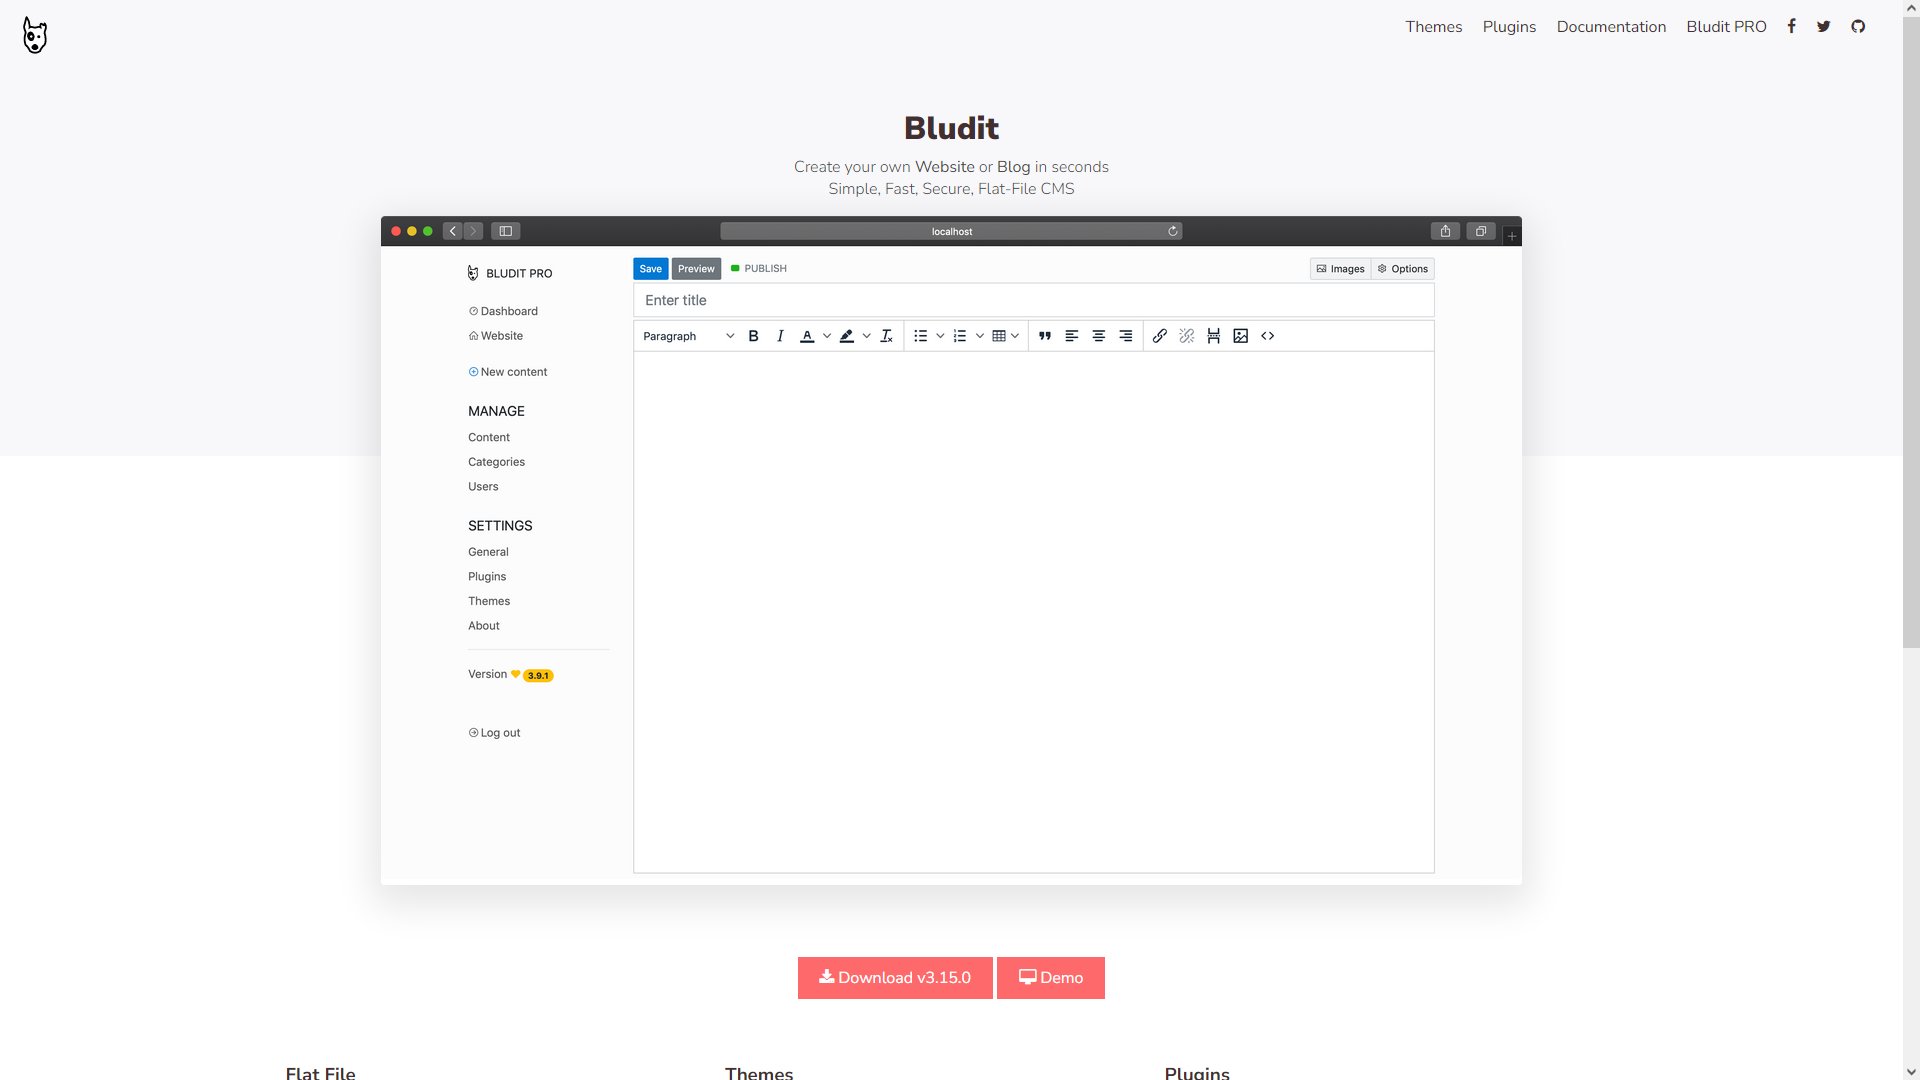 Themes Plugins Documentation Bludit PRO
Bludit
Create your own Website or Blog in seconds
Simple, Fast, Secure, Flat-File CMS
localhost
BLUDIT PRO
Dashboard
Website
New content
MANAGE
Content
Categories
Users
SETTINGS
General
Plugins
Themes
About
Version 3.9.1
Log out
Save Preview PUBLISH Images Options
Enter title
Paragraph
Download v3.15.0 Demo
Flat File Themes Plugins